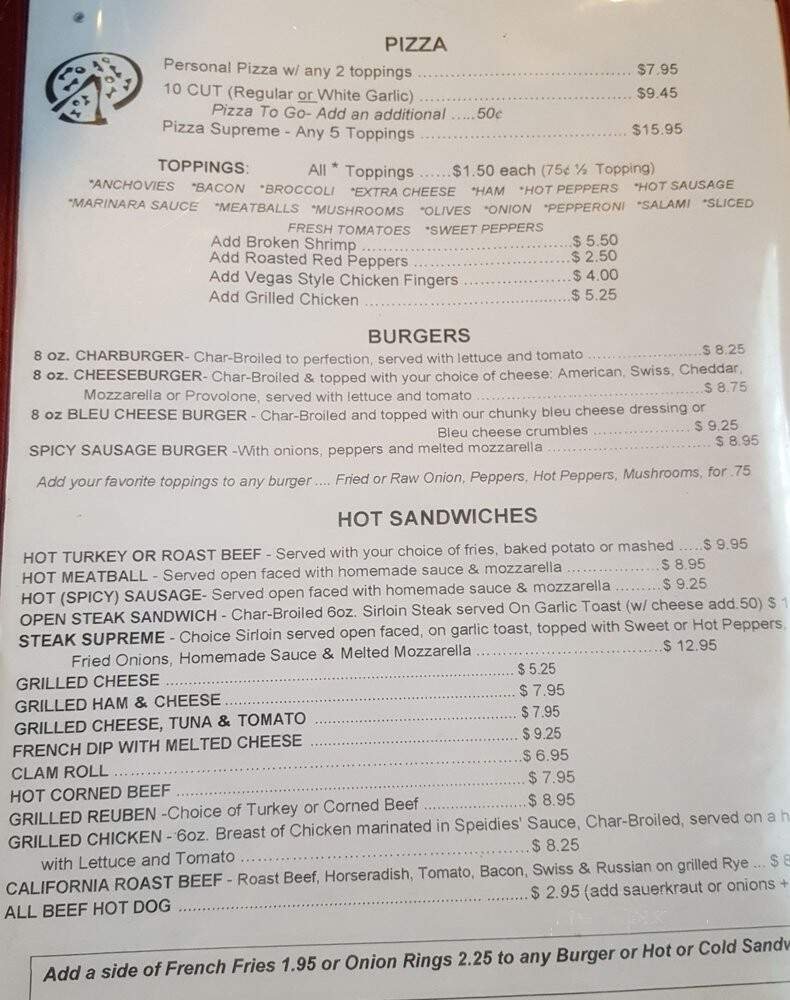 PIZZA
Personal Pizza w/ any 2 toppings ................................ $7.95
10 CUT (Regular or White Garlic) ................................ $9.45
Pizza To Go- Add an additional .....50¢
Pizza Supreme - Any 5 Toppings ................................ $15.95
TOPPINGS: All * Toppings ......$1.50 each (75¢ ½ Topping)
*ANCHOVIES *BACON *BROCCOLI *EXTRA CHEESE *HAM *HOT PEPPERS *HOT SAUSAGE
*MARINARA SAUCE *MEATBALLS *MUSHROOMS *OLIVES *ONION *PEPPERONI *SALAMI *SLICED
FRESH TOMATOES *SWEET PEPPERS
Add Broken Shrimp ................................ $ 5.50
Add Roasted Red Peppers ........................ $ 2.50
Add Vegas Style Chicken Fingers ................ $ 4.00
Add Grilled Chicken ................................ $ 5.25
BURGERS
8 oz. CHARBURGER- Char-Broiled to perfection, served with lettuce and tomato ....................$ 8.25
8 oz. CHEESEBURGER- Char-Broiled & topped with your choice of cheese: American, Swiss, Cheddar,
Mozzarella or Provolone, served with lettuce and tomato ........................................$ 8.75
8 oz BLEU CHEESE BURGER - Char-Broiled and topped with our chunky bleu cheese dressing or
Bleu cheese crumbles .................. $ 9.25
SPICY SAUSAGE BURGER -With onions, peppers and melted mozzarella ............................. $ 8.95
Add your favorite toppings to any burger .... Fried or Raw Onion, Peppers, Hot Peppers, Mushrooms, for .75
HOT SANDWICHES
HOT TURKEY OR ROAST BEEF - Served with your choice of fries, baked potato or mashed .....$ 9.95
HOT MEATBALL - Served open faced with homemade sauce & mozzarella ..................$ 8.95
HOT (SPICY) SAUSAGE- Served open faced with homemade sauce & mozzarella ..........$ 9.25
OPEN STEAK SANDWICH - Char-Broiled 6oz. Sirloin Steak served On Garlic Toast (w/ cheese add.50) $ 1
STEAK SUPREME - Choice Sirloin served open faced, on garlic toast, topped with Sweet or Hot Peppers,
Fried Onions, Homemade Sauce & Melted Mozzarella ....................................$ 12.95
GRILLED CHEESE ................................................................ $ 5.25
GRILLED HAM & CHEESE ........................................................ $ 7.95
GRILLED CHEESE, TUNA & TOMATO ........................................ $ 7.95
FRENCH DIP WITH MELTED CHEESE ........................................ $ 9.25
CLAM ROLL ........................................................................$ 6.95
HOT CORNED BEEF ............................................................ $ 7.95
GRILLED REUBEN -Choice of Turkey or Corned Beef ....................$ 8.95
GRILLED CHICKEN - 6oz. Breast of Chicken marinated in Speidies' Sauce, Char-Broiled, served on a h
with Lettuce and Tomato ....................................................$ 8.25
CALIFORNIA ROAST BEEF - Roast Beef, Horseradish, Tomato, Bacon, Swiss & Russian on grilled Rye ... $ 8
ALL BEEF HOT DOG ............................................................ $ 2.95 (add sauerkraut or onions +
Add a side of French Fries 1.95 or Onion Rings 2.25 to any Burger or Hot or Cold Sandw